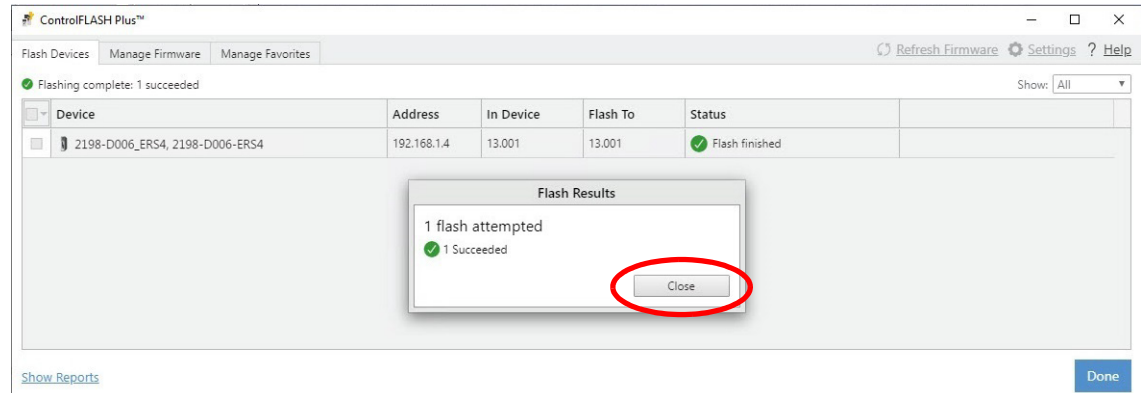 ControlFLASH Plus™
Flash Devices Manage Firmware Manage Favorites Refresh Firmware Settings ? Help
Flashing complete: 1 succeeded Show: All
Device Address In Device Flash To Status
2198-D006_ERS4, 2198-D006-ERS4 192.168.1.4 13.001 13.001 Flash finished
Flash Results
1 flash attempted
1 Succeeded
Close
Show Reports Done